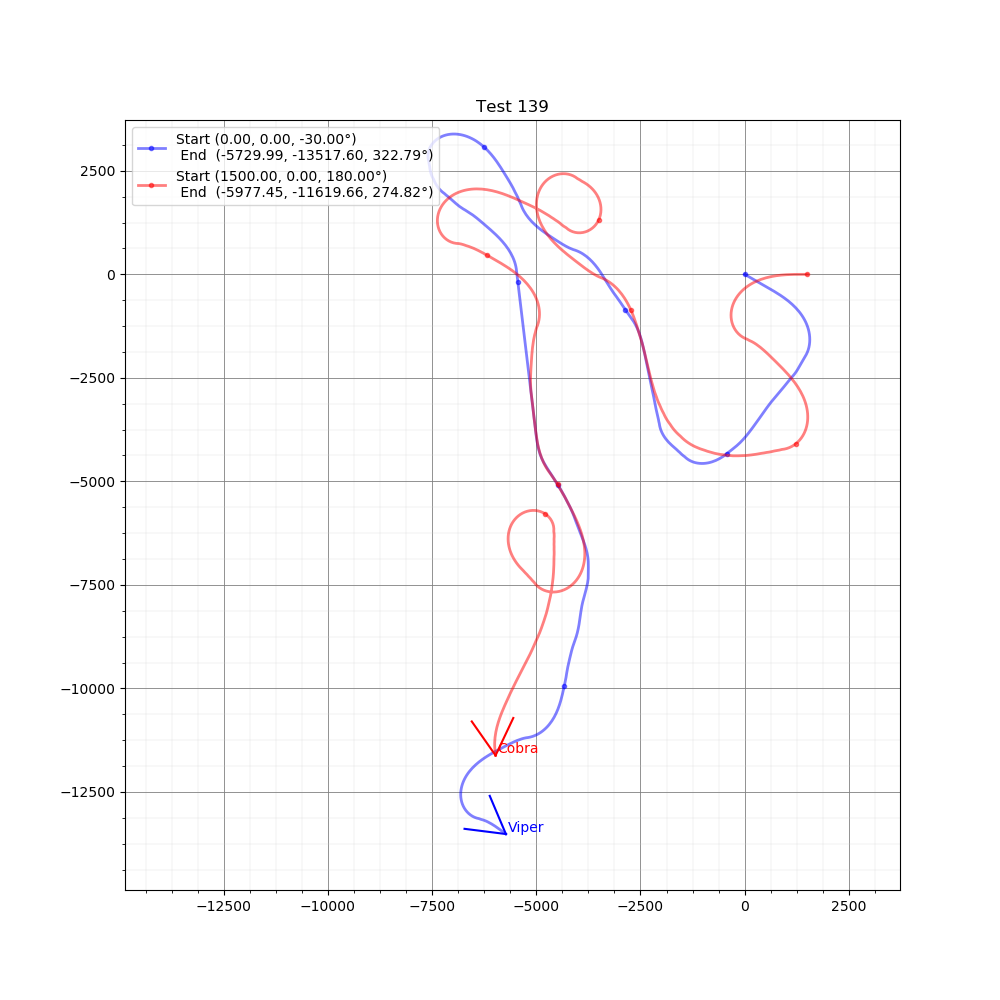 Test 139
Start (0.00, 0.00, -30.00°)
End (-5729.99, -13517.60, 322.79°)
Start (1500.00, 0.00, 180.00°)
End (-5977.45, -11619.66, 274.82°)
2500
0
−2500
−5000
−7500
−10000
−12500
Cobra
Viper
−12500 −10000 −7500 −5000 −2500 0 2500